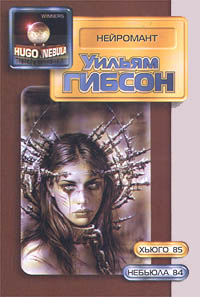 WINNERS
HUGO NEBULA
НЕЙРОМАНТ
УИЛЬЯМ
ГИБСОН
ХЬЮГО 85
НЕБЬЮЛА 84